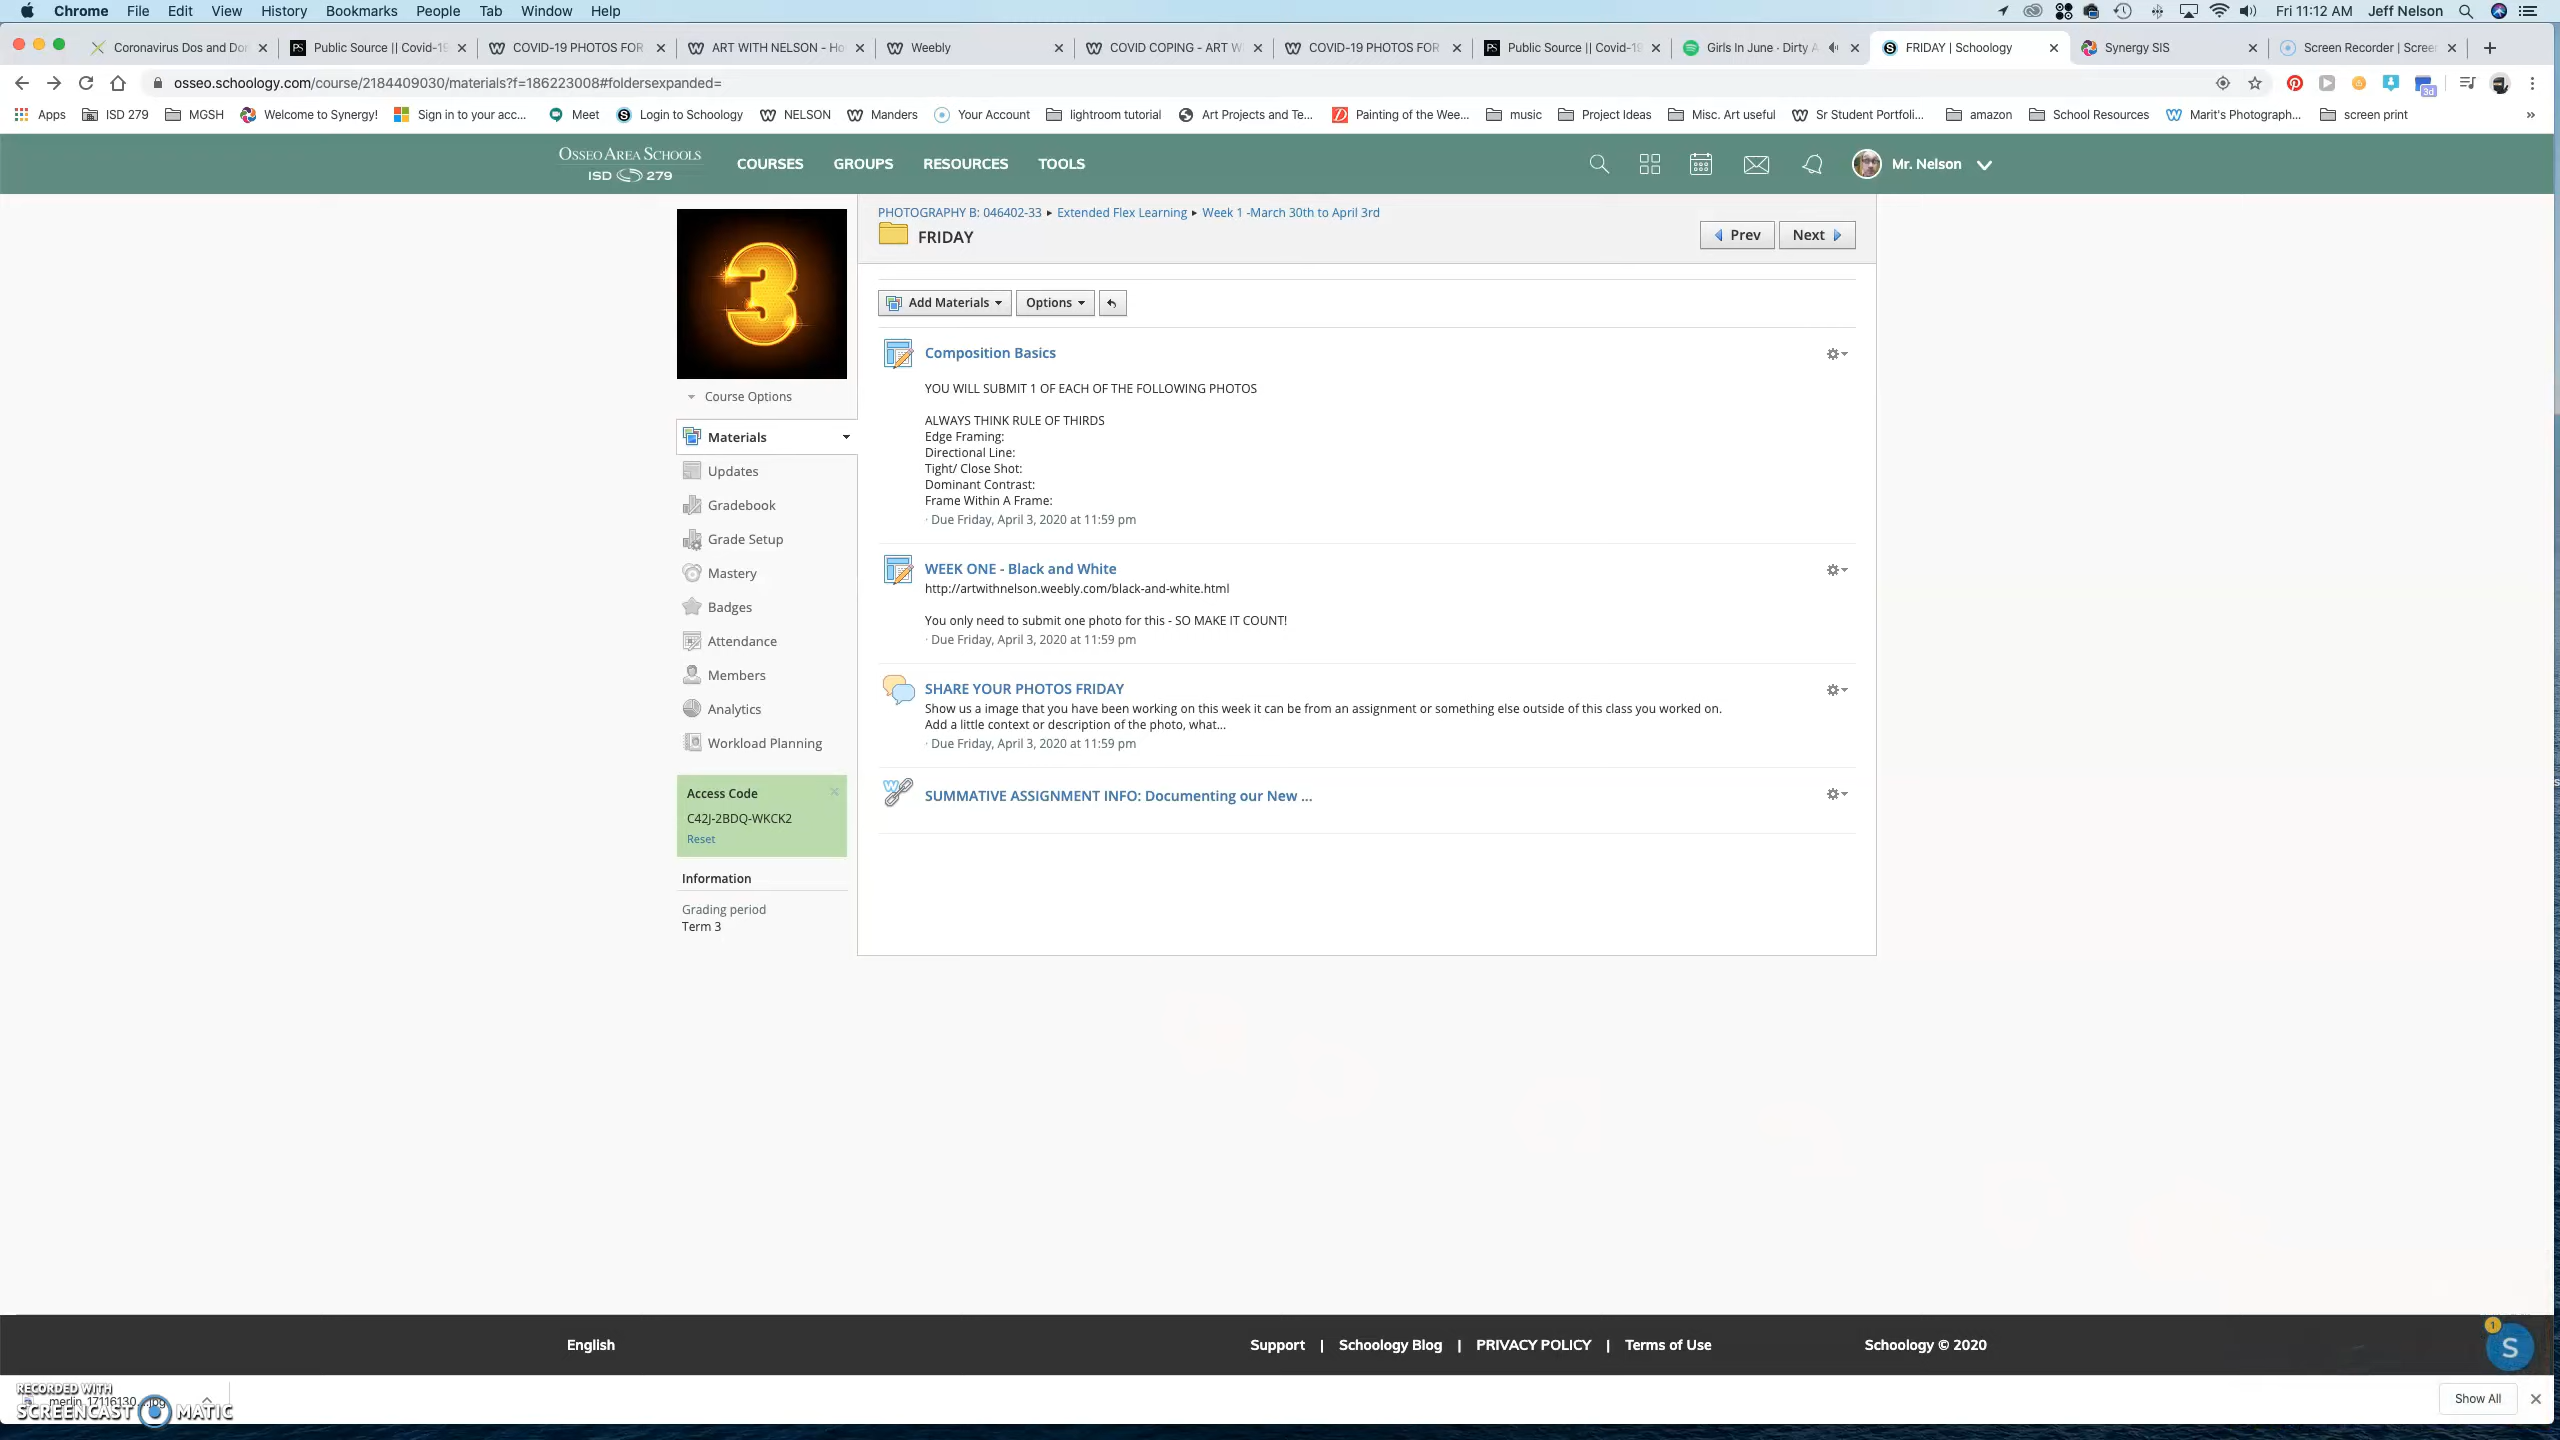 Chrome File Edit View History Bookmarks People Tab Window Help
Fri 11:12 AM Jeff Nelson
Coronavirus Dos and Don
Public Source || Covid-19
COVID-19 PHOTOS FOR
ART WITH NELSON - Ho
Weebly
COVID COPING - ART W
COVID-19 PHOTOS FOR
Public Source || Covid-19
Girls In June · Dirty A
FRIDAY | Schoology
Synergy SIS
Screen Recorder | Scree
osseo.schoology.com/course/2184409030/materials?f=186223008#foldersexpanded=
3d
Apps ISD 279 MGSH Welcome to Synergy! Sign in to your acc... Meet Login to Schoology NELSON Manders Your Account lightroom tutorial Art Projects and Te... Painting of the Wee... music Project Ideas Misc. Art useful Sr Student Portfoli... amazon School Resources Marit's Photograph... screen print »
OSSEO AREA SCHOOLS
ISD 279
COURSES GROUPS RESOURCES TOOLS
Mr. Nelson
3
Course Options
Materials
Updates
Gradebook
Grade Setup
Mastery
Badges
Attendance
Members
Analytics
Workload Planning
Access Code
C42J-2BDQ-WKCK2
Reset
Information
Grading period
Term 3
PHOTOGRAPHY B: 046402-33 ▸ Extended Flex Learning ▸ Week 1 -March 30th to April 3rd
FRIDAY
Prev Next
Add Materials Options
Composition Basics
YOU WILL SUBMIT 1 OF EACH OF THE FOLLOWING PHOTOS
ALWAYS THINK RULE OF THIRDS
Edge Framing:
Directional Line:
Tight/ Close Shot:
Dominant Contrast:
Frame Within A Frame:
· Due Friday, April 3, 2020 at 11:59 pm
WEEK ONE - Black and White
http://artwithnelson.weebly.com/black-and-white.html
You only need to submit one photo for this - SO MAKE IT COUNT!
· Due Friday, April 3, 2020 at 11:59 pm
SHARE YOUR PHOTOS FRIDAY
Show us a image that you have been working on this week it can be from an assignment or something else outside of this class you worked on.
Add a little context or description of the photo, what...
· Due Friday, April 3, 2020 at 11:59 pm
SUMMATIVE ASSIGNMENT INFO: Documenting our New ...
English
Support | Schoology Blog | PRIVACY POLICY | Terms of Use
Schoology © 2020
1
S
RECORDED WITH
merlin_17116130....jpg
SCREENCAST MATIC
Show All